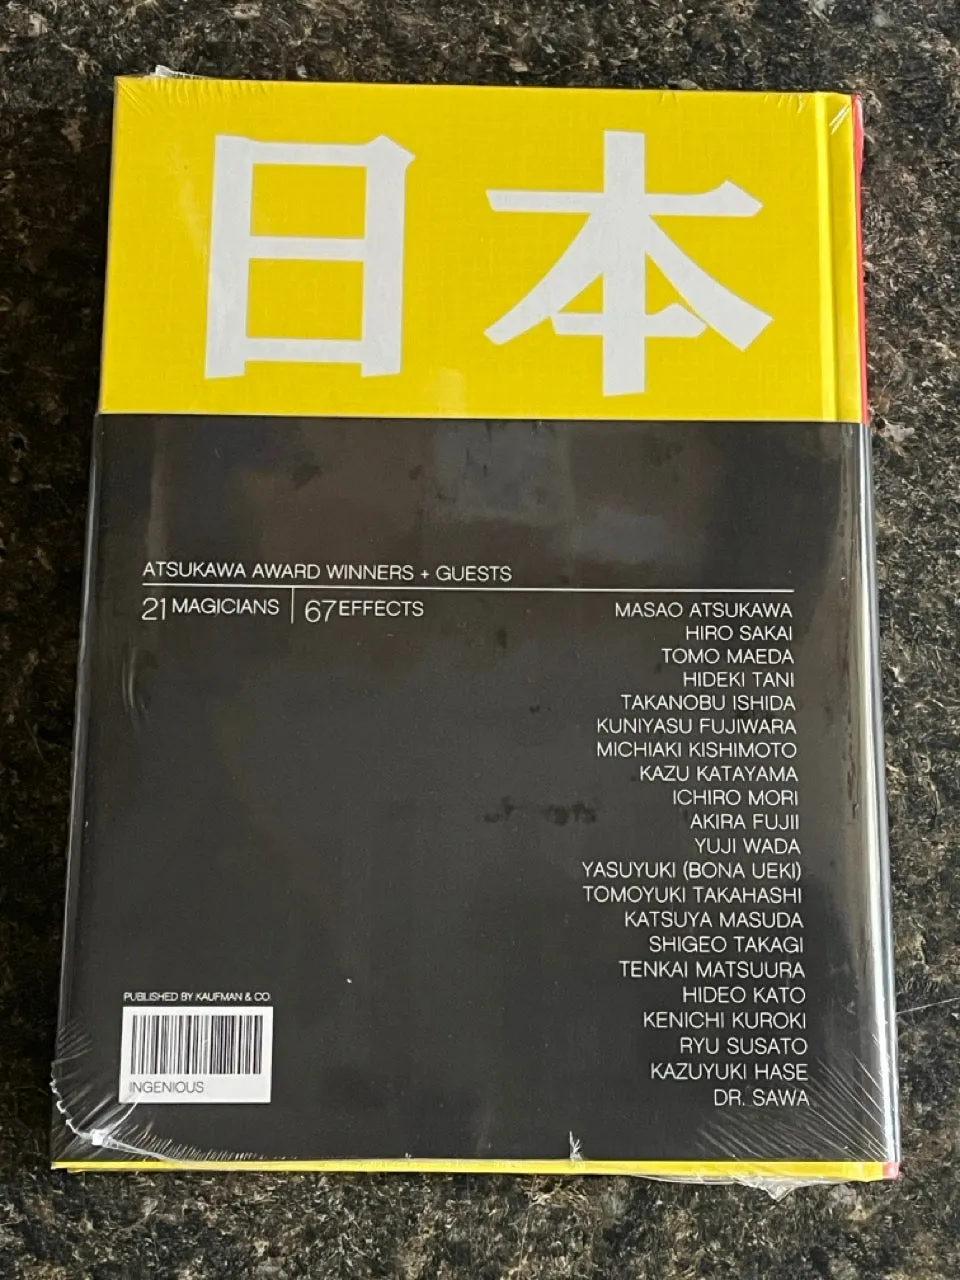 日本
ATSUKAWA AWARD WINNERS + GUESTS
21 MAGICIANS | 67 EFFECTS
MASAO ATSUKAWA
HIRO SAKAI
TOMO MAEDA
HIDEKI TANI
TAKANOBU ISHIDA
KUNIYASU FUJIWARA
MICHIAKI KISHIMOTO
KAZU KATAYAMA
ICHIRO MORI
AKIRA FUJII
YUJI WADA
YASUYUKI (BONA UEKI)
TOMOYUKI TAKAHASHI
KATSUYA MASUDA
SHIGEO TAKAGI
TENKAI MATSUURA
HIDEO KATO
KENICHI KUROKI
RYU SUSATO
KAZUYUKI HASE
DR. SAWA
PUBLISHED BY KAUFMAN & CO.
INGENIOUS